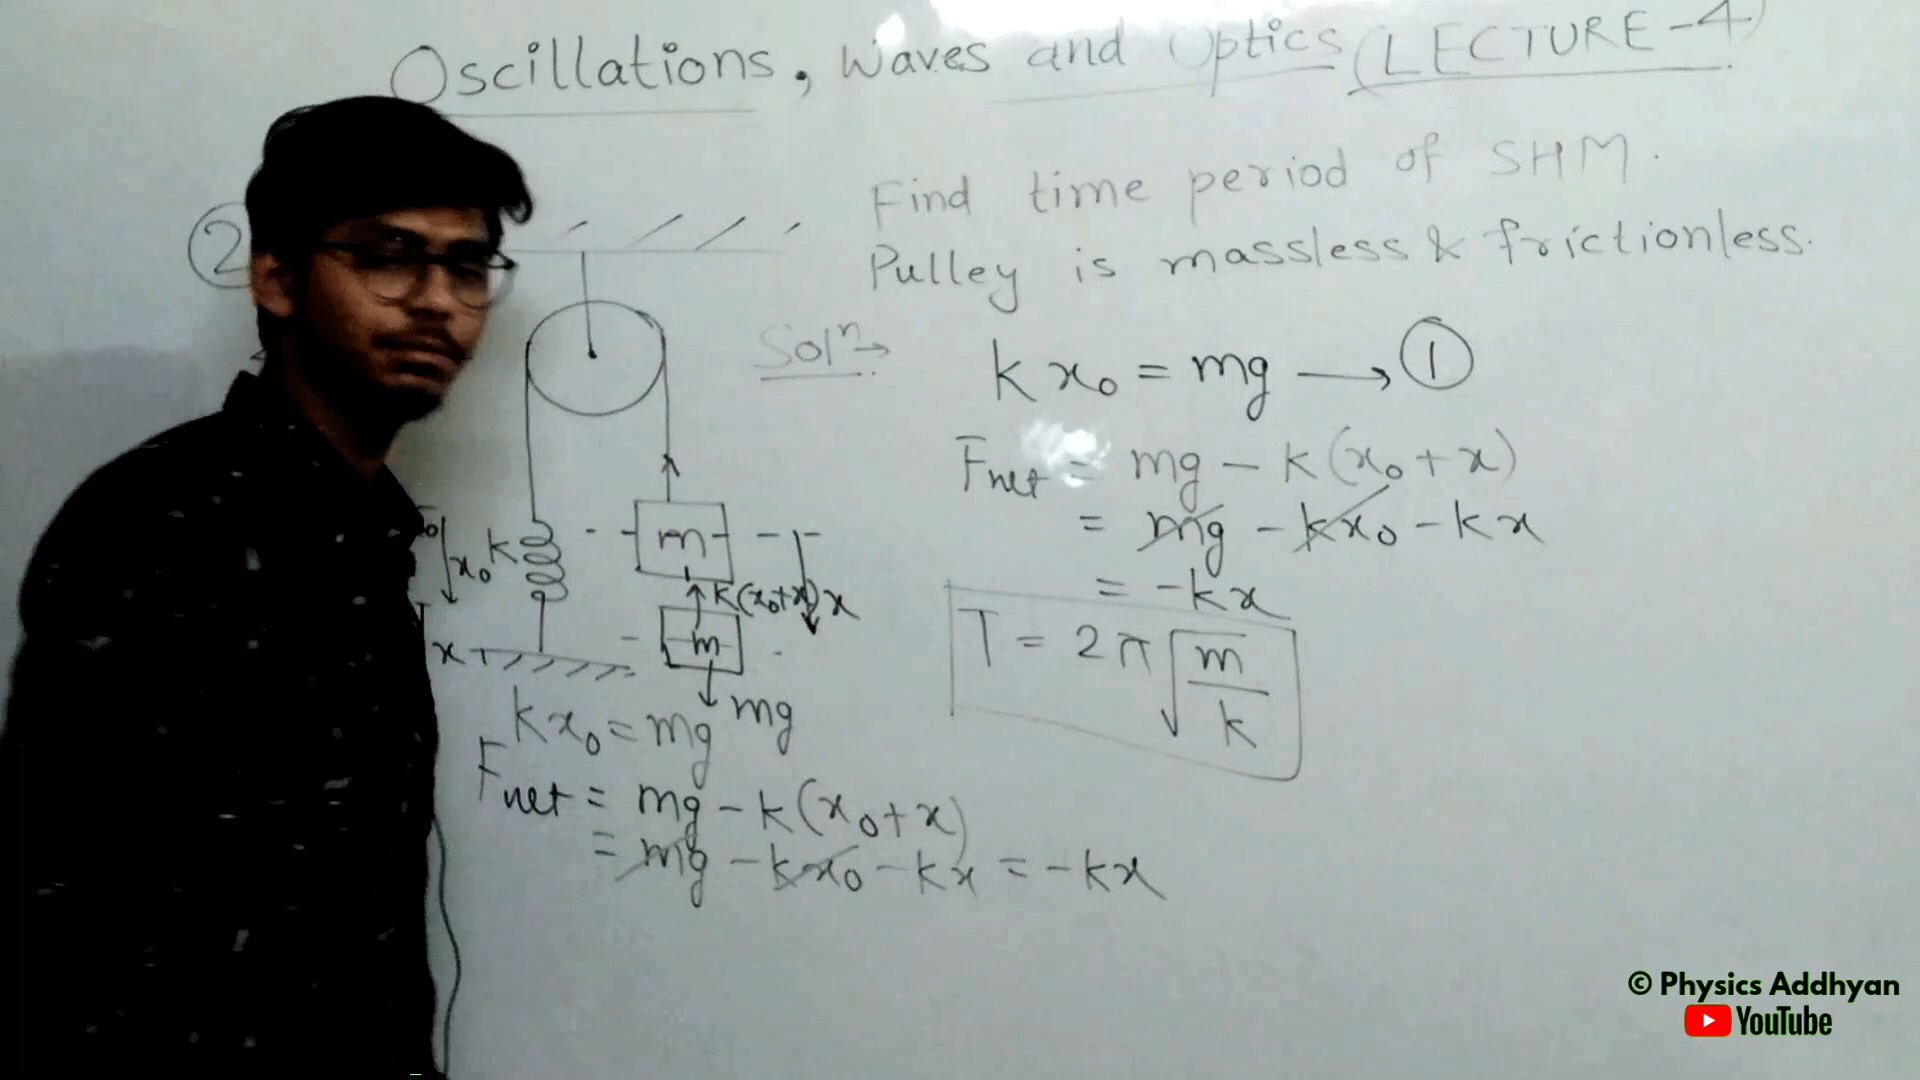 Oscillations, Waves and Optics (LECTURE-4)
2
Find time period of SHM.
Pulley is massless & frictionless.
Solⁿ→
kx₀ = mg → ①
Fnet = mg - k(x₀+x)
= mg - kx₀ - kx
= -kx
T = 2π√(m/k)
x₀
k
m
k(x₀+x)
x
m
x
mg
kx₀ = mg
Fnet = mg - k(x₀+x)
= mg - kx₀ - kx = -kx
© Physics Addhyan
YouTube